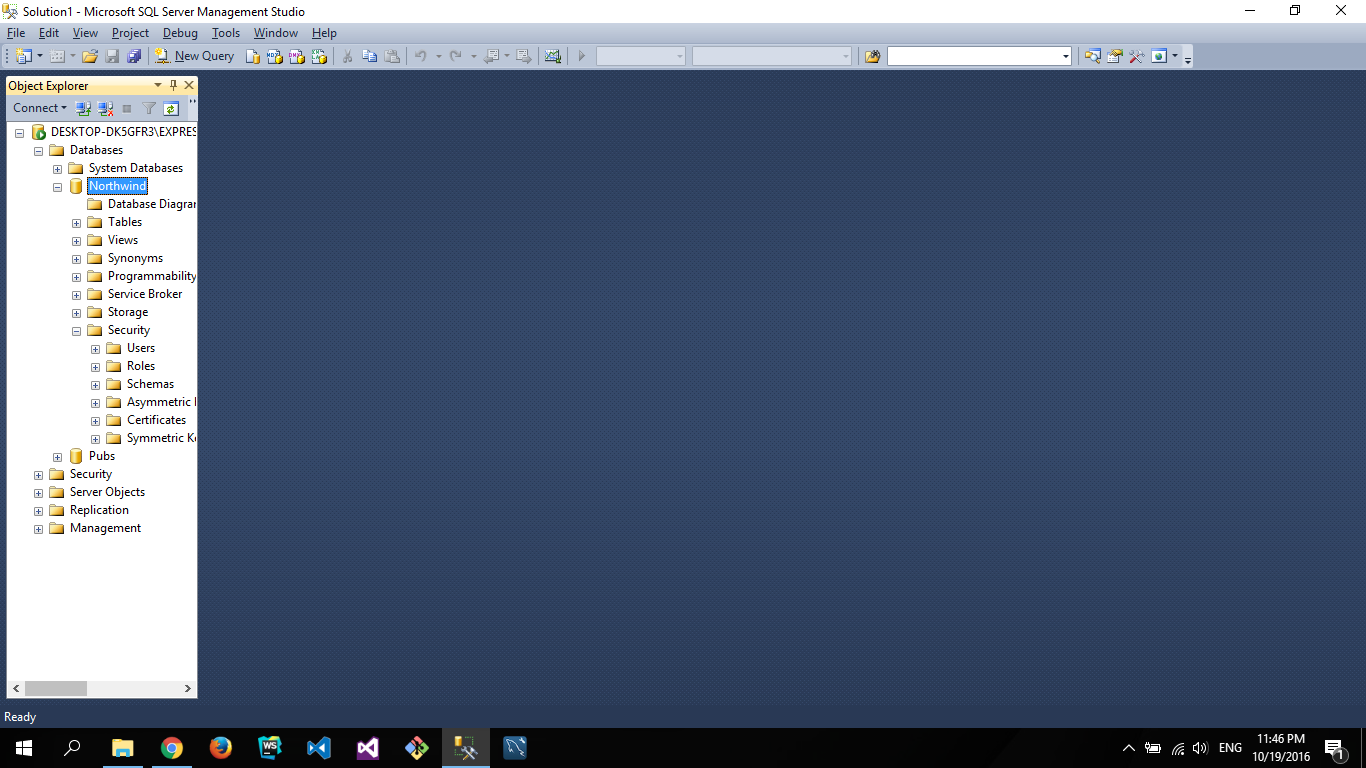 Solution1 - Microsoft SQL Server Management Studio
File Edit View Project Debug Tools Window Help
New Query
Object Explorer
Connect
DESKTOP-DK5GFR3\EXPRES
Databases
System Databases
Northwind
Database Diagra
Tables
Views
Synonyms
Programmability
Service Broker
Storage
Security
Users
Roles
Schemas
Asymmetric
Certificates
Symmetric K
Pubs
Security
Server Objects
Replication
Management
Ready
WS
ENG
11:46 PM
10/19/2016
1